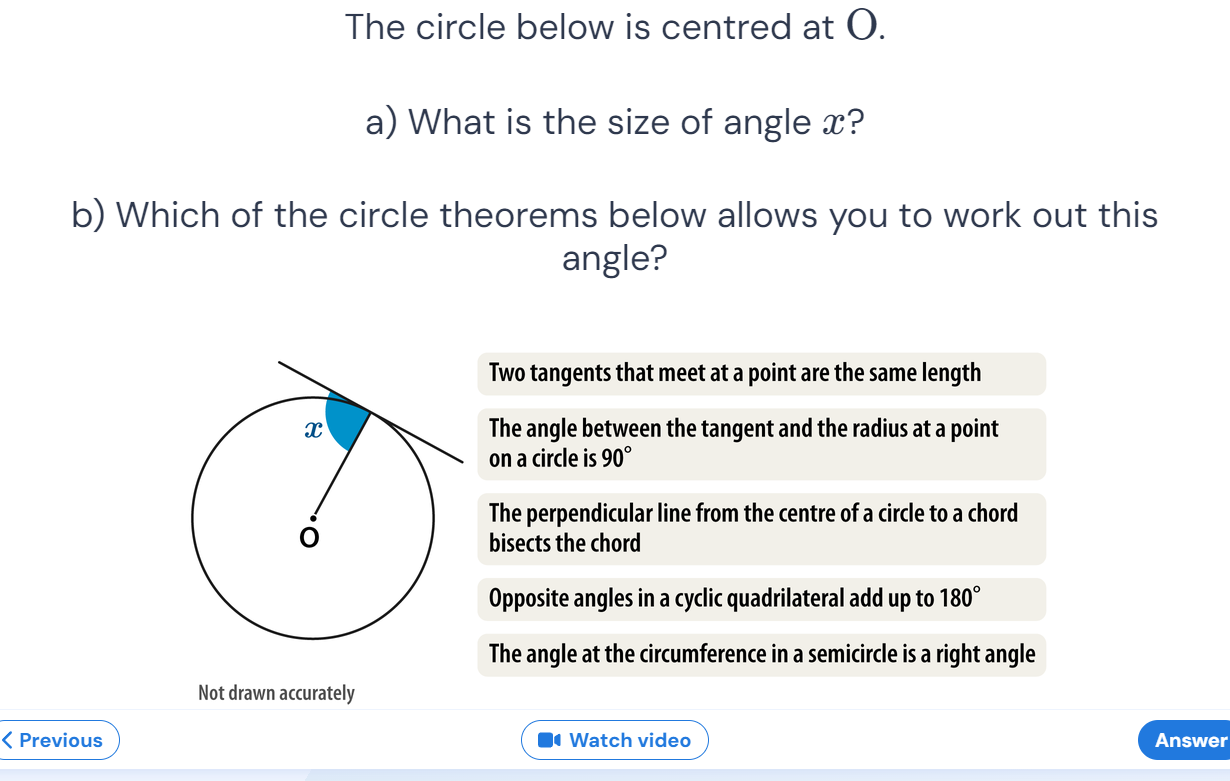 The circle below is centred at O.
a) What is the size of angle x?
b) Which of the circle theorems below allows you to work out this
angle?
Two tangents that meet at a point are the same length
The angle between the tangent and the radius at a point
on a circle is 90°
x
The perpendicular line from the centre of a circle to a chord
bisects the chord
O
Opposite angles in a cyclic quadrilateral add up to 180°
The angle at the circumference in a semicircle is a right angle
Not drawn accurately
Previous
Watch video
Answer